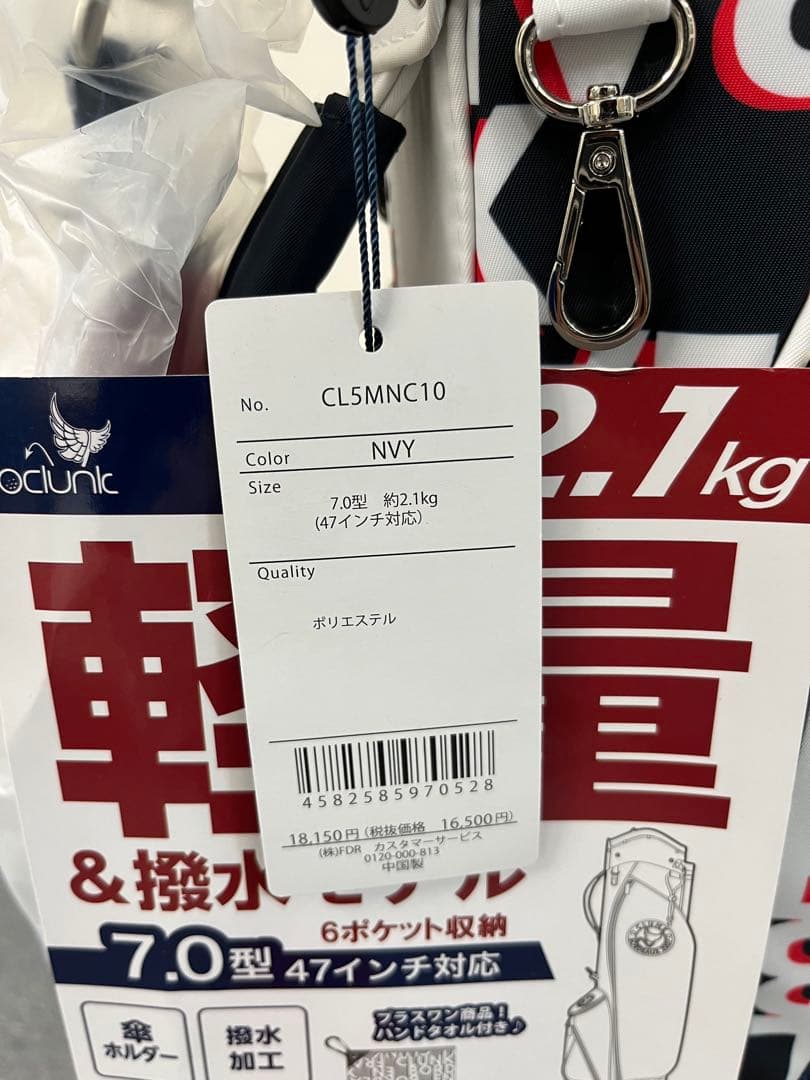 No. CL5MNC10
Color NVY
Size
7.0型 約2.1kg
(47インチ対応)
Quality
ポリエステル
4582585970528
18,150円(税抜価格 16,500円)
(株)FDR カスタマーサービス
0120-000-813
中国製
oclunk
2.1kg
軽量
&撥水モデル
6ポケット収納
7.0型 47インチ対応
傘
ホルダー
撥水
加工
プラスワン商品!
ハンドタオル付き♪